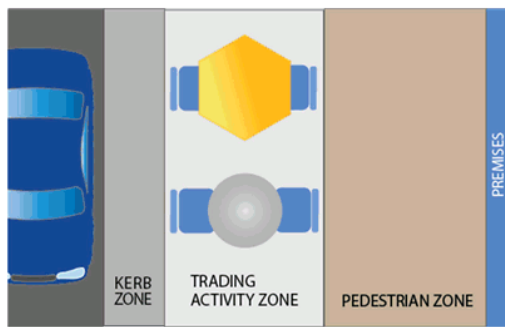 KERB
ZONE
TRADING
ACTIVITY ZONE
PEDESTRIAN ZONE
PREMISES